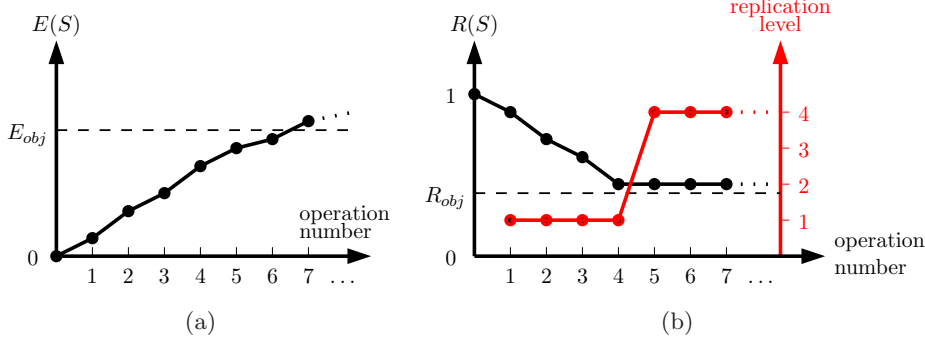 E(S)
E_obj
operation
number
0
1 2 3 4 5 6 7 ...
(a)
R(S)
replication
level
1
4
3
2
1
R_obj
0
operation
number
1 2 3 4 5 6 7 ...
(b)